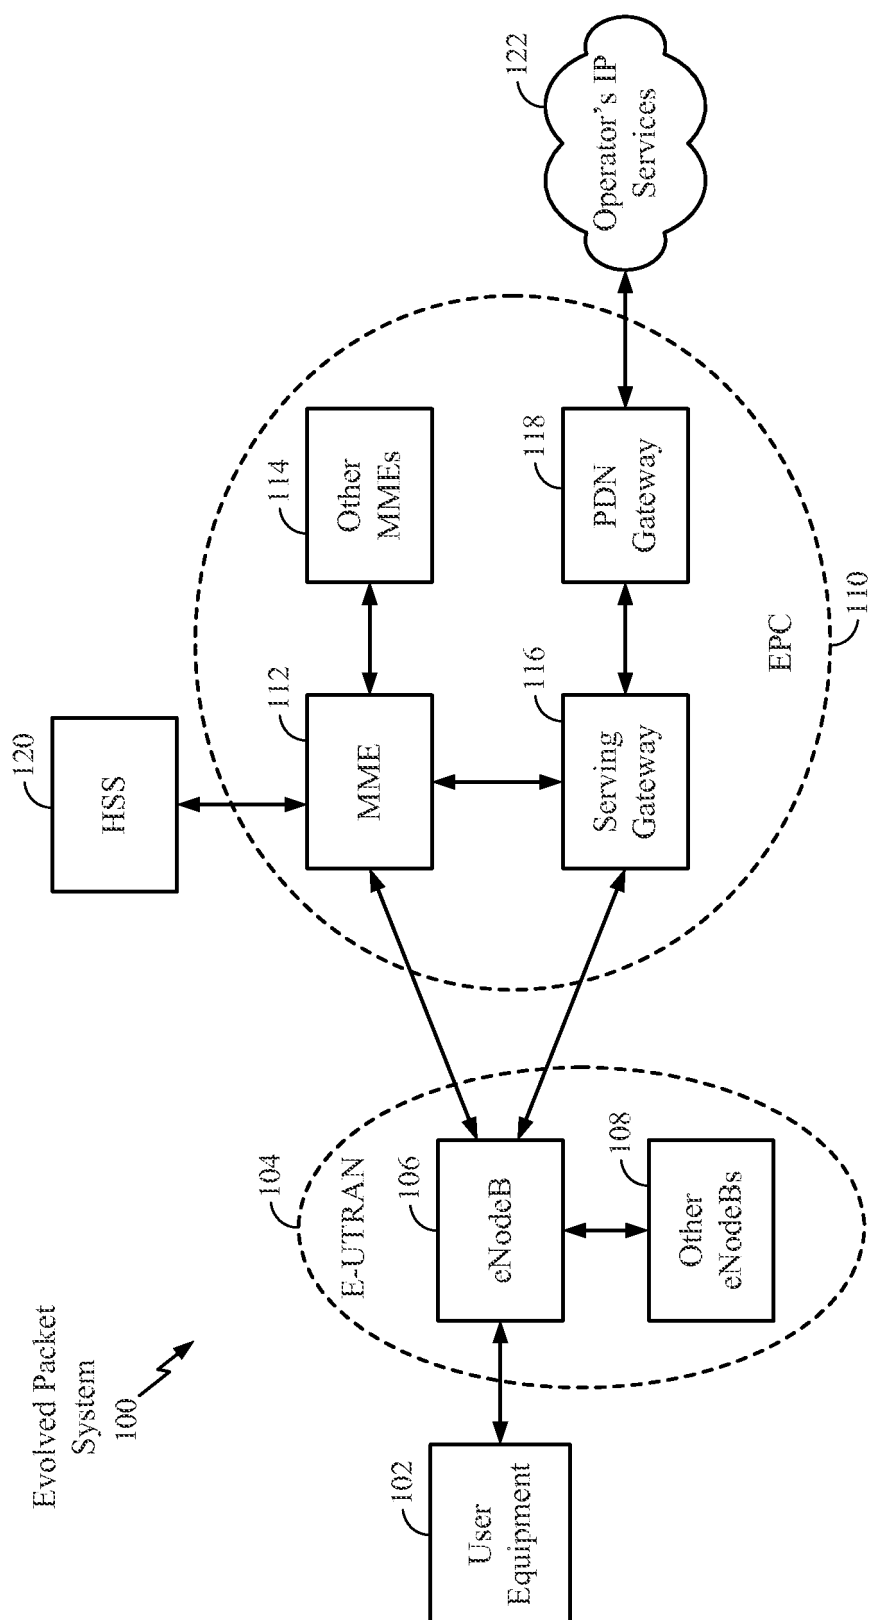 Evolved Packet
System
100
120
HSS
104
E-UTRAN
102
User
Equipment
106
eNodeB
108
Other
eNodeBs
112
MME
114
Other
MMEs
116
Serving
Gateway
118
PDN
Gateway
EPC
110
122
Operator's IP
Services